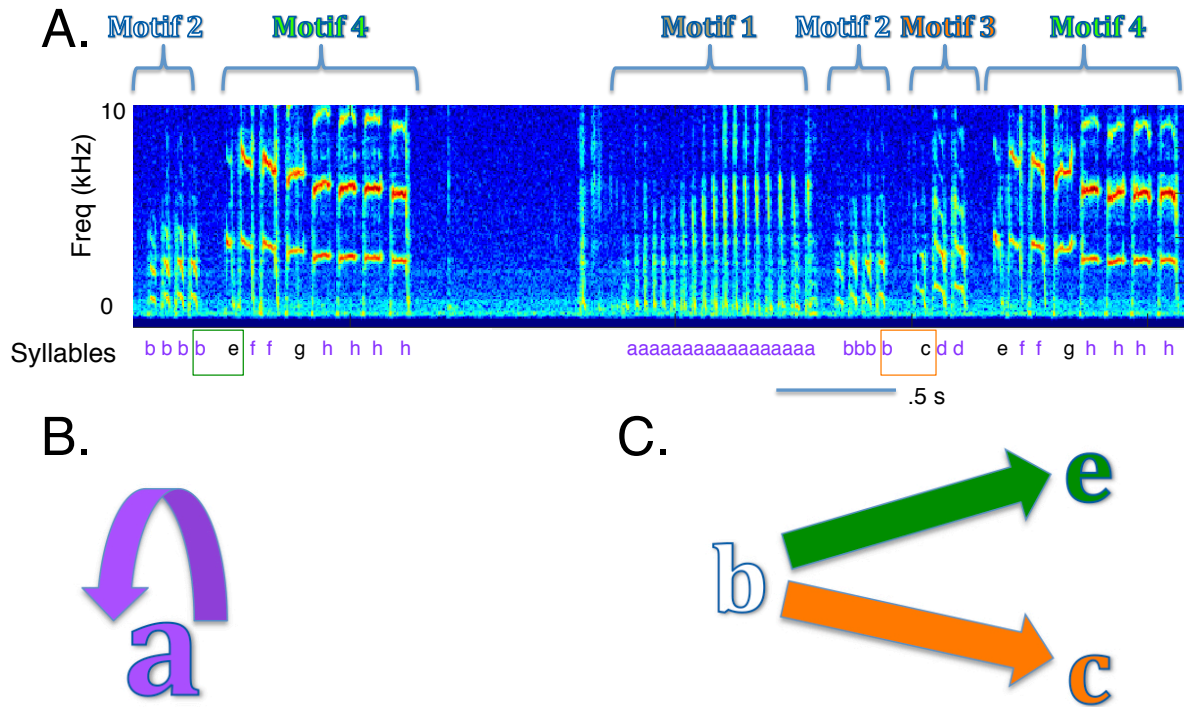 A.
Motif 2 Motif 4 Motif 1 Motif 2 Motif 3 Motif 4
10
Freq (kHz)
0
Syllables b b b b e f f g h h h h aaaaaaaaaaaaaaaaa bbb b c d d e f f g h h h h
.5 s
B.
C.
a
b
e
c